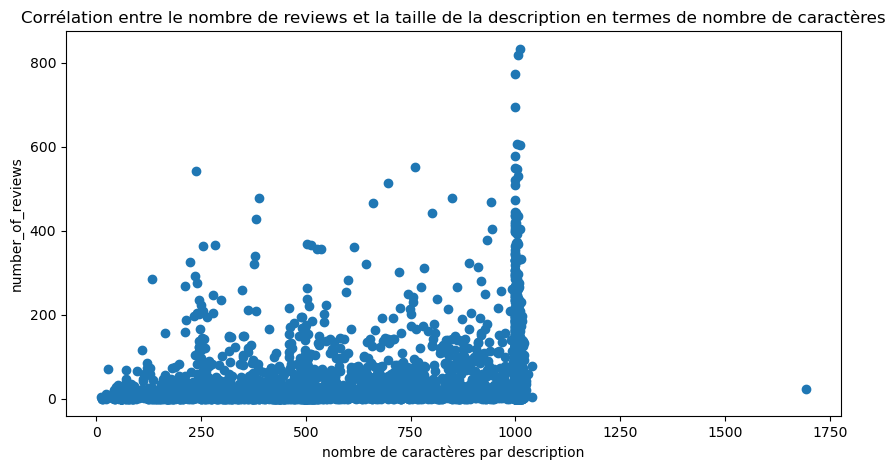 Corrélation entre le nombre de reviews et la taille de la description en termes de nombre de caractères
800
600
400
200
0
number_of_reviews
0 250 500 750 1000 1250 1500 1750
nombre de caractères par description